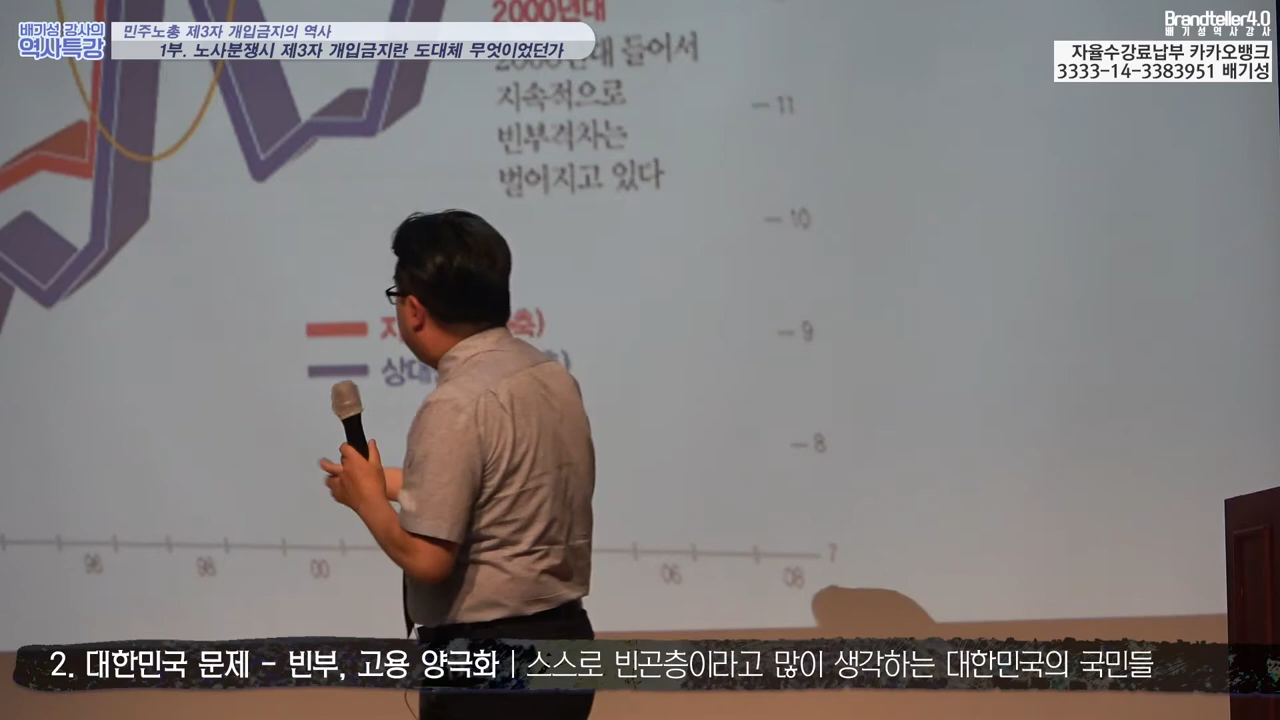 배기성 강사의
역사특강
민주노총 제3자 개입금지의 역사
1부. 노사분쟁시 제3자 개입금지란 도대체 무엇이었던가
Brandteller4.0
배기성역사강사
자율수강료납부 카카오뱅크
3333-14-3383951 배기성
2000년대
2000년대 들어서
지속적으로
빈부격차는
벌어지고 있다
11
10
9
8
7
96
98
00
06
08
2. 대한민국 문제 - 빈부, 고용 양극화 | 스스로 빈곤층이라고 많이 생각하는 대한민국의 국민들